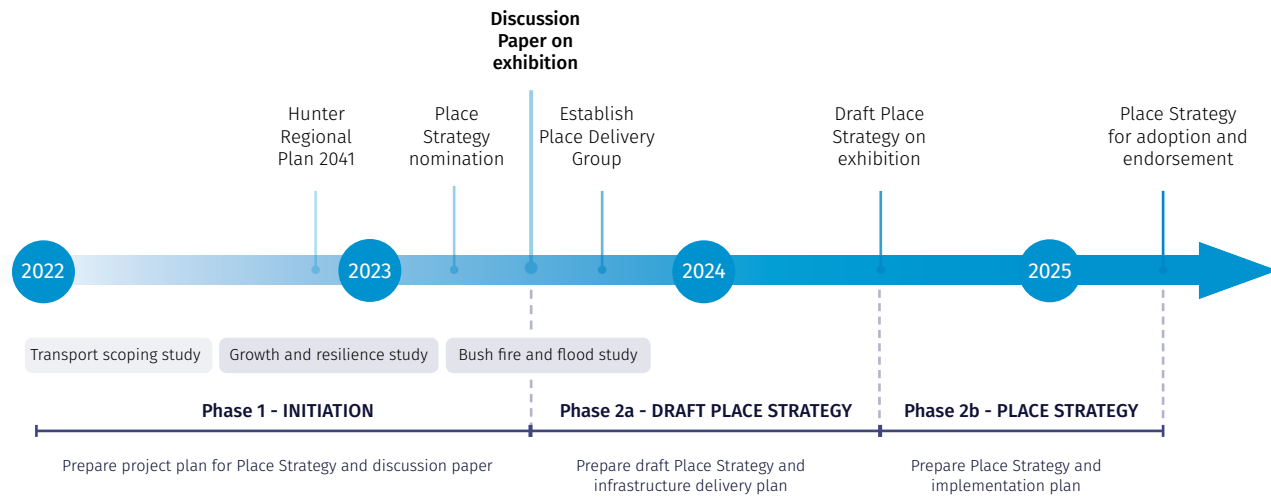 Discussion
Paper on
exhibition
Hunter
Regional
Plan 2041
Place
Strategy
nomination
Establish
Place Delivery
Group
Draft Place
Strategy on
exhibition
Place Strategy
for adoption and
endorsement
2022
2023
2024
2025
Transport scoping study
Growth and resilience study
Bush fire and flood study
Phase 1 - INITIATION
Phase 2a - DRAFT PLACE STRATEGY
Phase 2b - PLACE STRATEGY
Prepare project plan for Place Strategy and discussion paper
Prepare draft Place Strategy and
infrastructure delivery plan
Prepare Place Strategy and
implementation plan